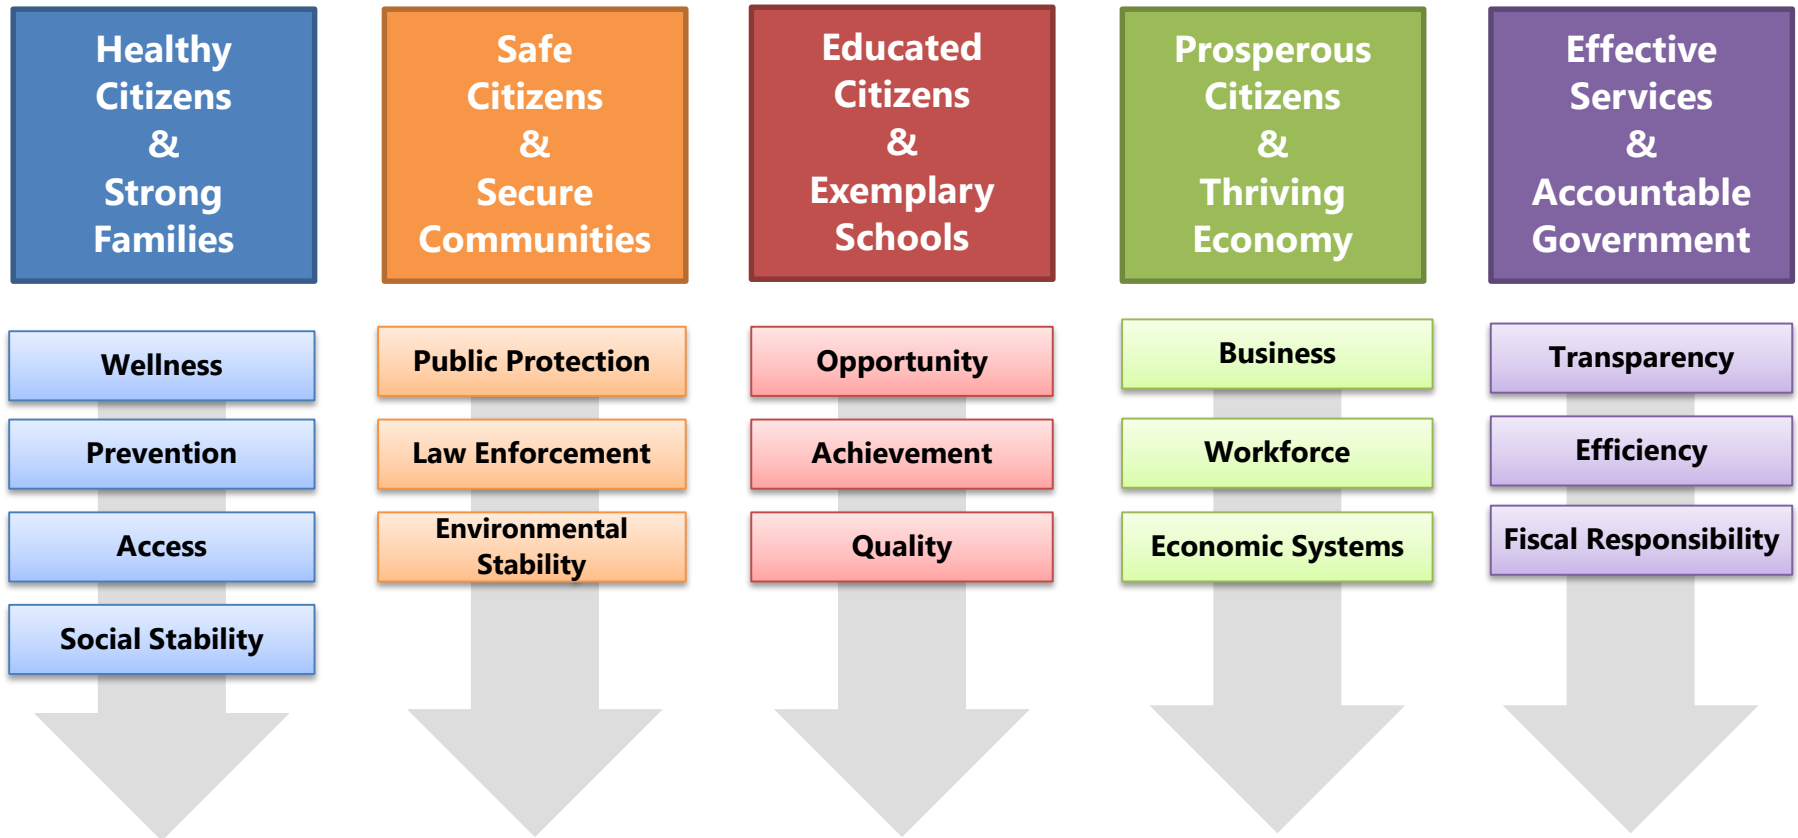 Healthy
Citizens
&
Strong
Families
Safe
Citizens
&
Secure
Communities
Educated
Citizens
&
Exemplary
Schools
Prosperous
Citizens
&
Thriving
Economy
Effective
Services
&
Accountable
Government
Wellness
Prevention
Access
Social Stability
Public Protection
Law Enforcement
Environmental
Stability
Opportunity
Achievement
Quality
Business
Workforce
Economic Systems
Transparency
Efficiency
Fiscal Responsibility